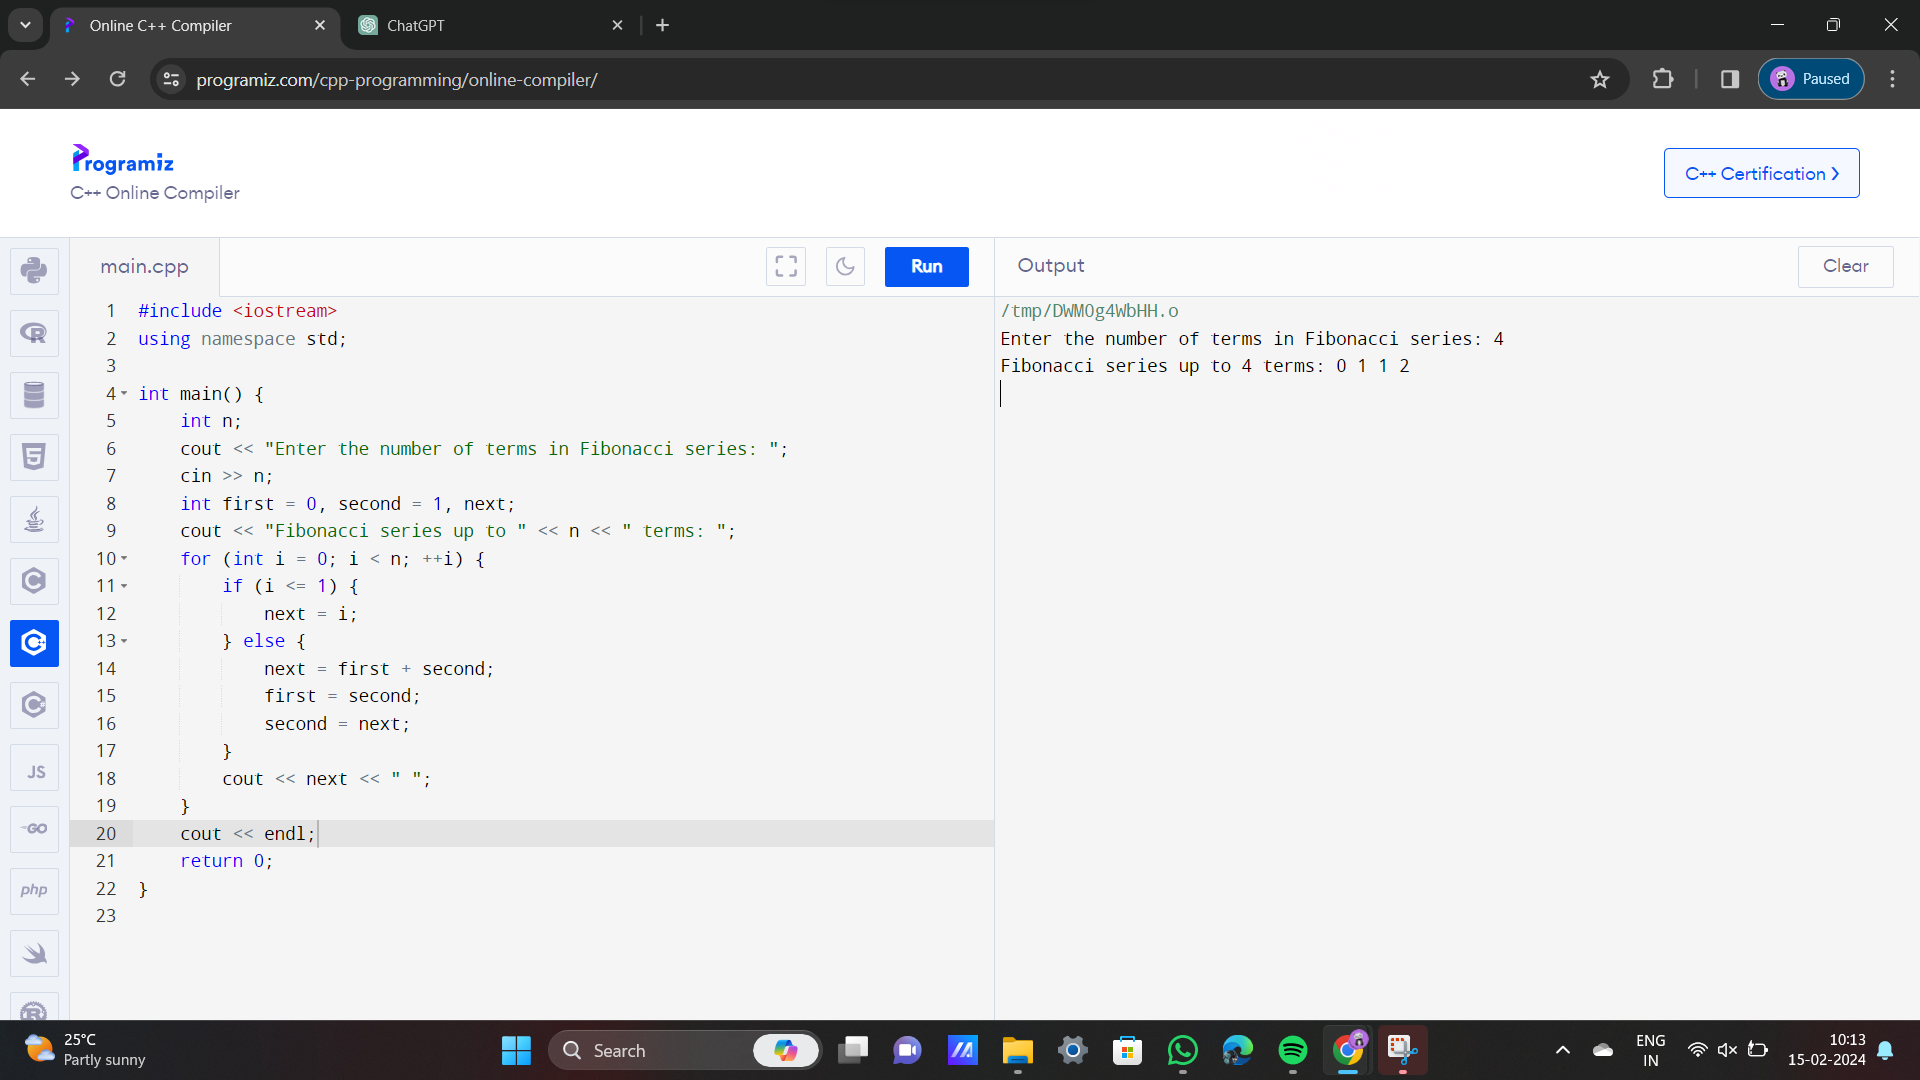 Online C++ Compiler
ChatGPT
programiz.com/cpp-programming/online-compiler/
Paused
Programiz
C++ Online Compiler
C++ Certification ❯
main.cpp
Run
Output
Clear
1 #include <iostream>
2 using namespace std;
3
4 int main() {
5     int n;
6     cout << "Enter the number of terms in Fibonacci series: ";
7     cin >> n;
8     int first = 0, second = 1, next;
9     cout << "Fibonacci series up to " << n << " terms: ";
10     for (int i = 0; i < n; ++i) {
11         if (i <= 1) {
12             next = i;
13         } else {
14             next = first + second;
15             first = second;
16             second = next;
17         }
18         cout << next << " ";
19     }
20     cout << endl;
21     return 0;
22 }
23
/tmp/DWMOg4WbHH.o
Enter the number of terms in Fibonacci series: 4
Fibonacci series up to 4 terms: 0 1 1 2
R
5
C
C++
C#
JS
GO
php
R
25°C
Partly sunny
Search
ENG
IN
10:13
15-02-2024